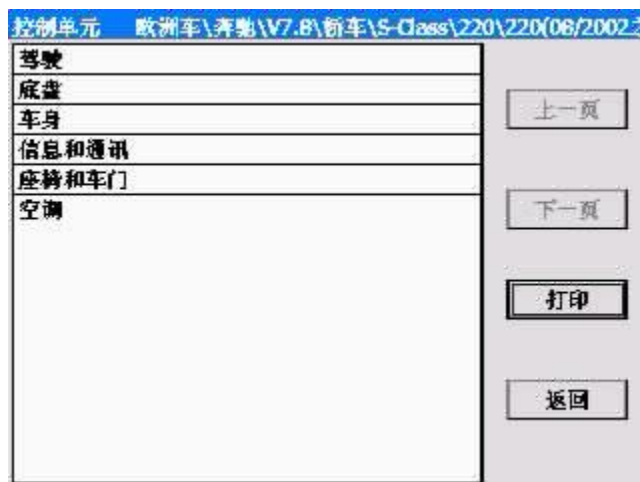 控制单元 欧洲车\奔驰\V7.8\轿车\S-Class\220\220(06/2002
驾驶
底盘
车身
信息和通讯
座椅和车门
空调
上一页
下一页
打印
返回